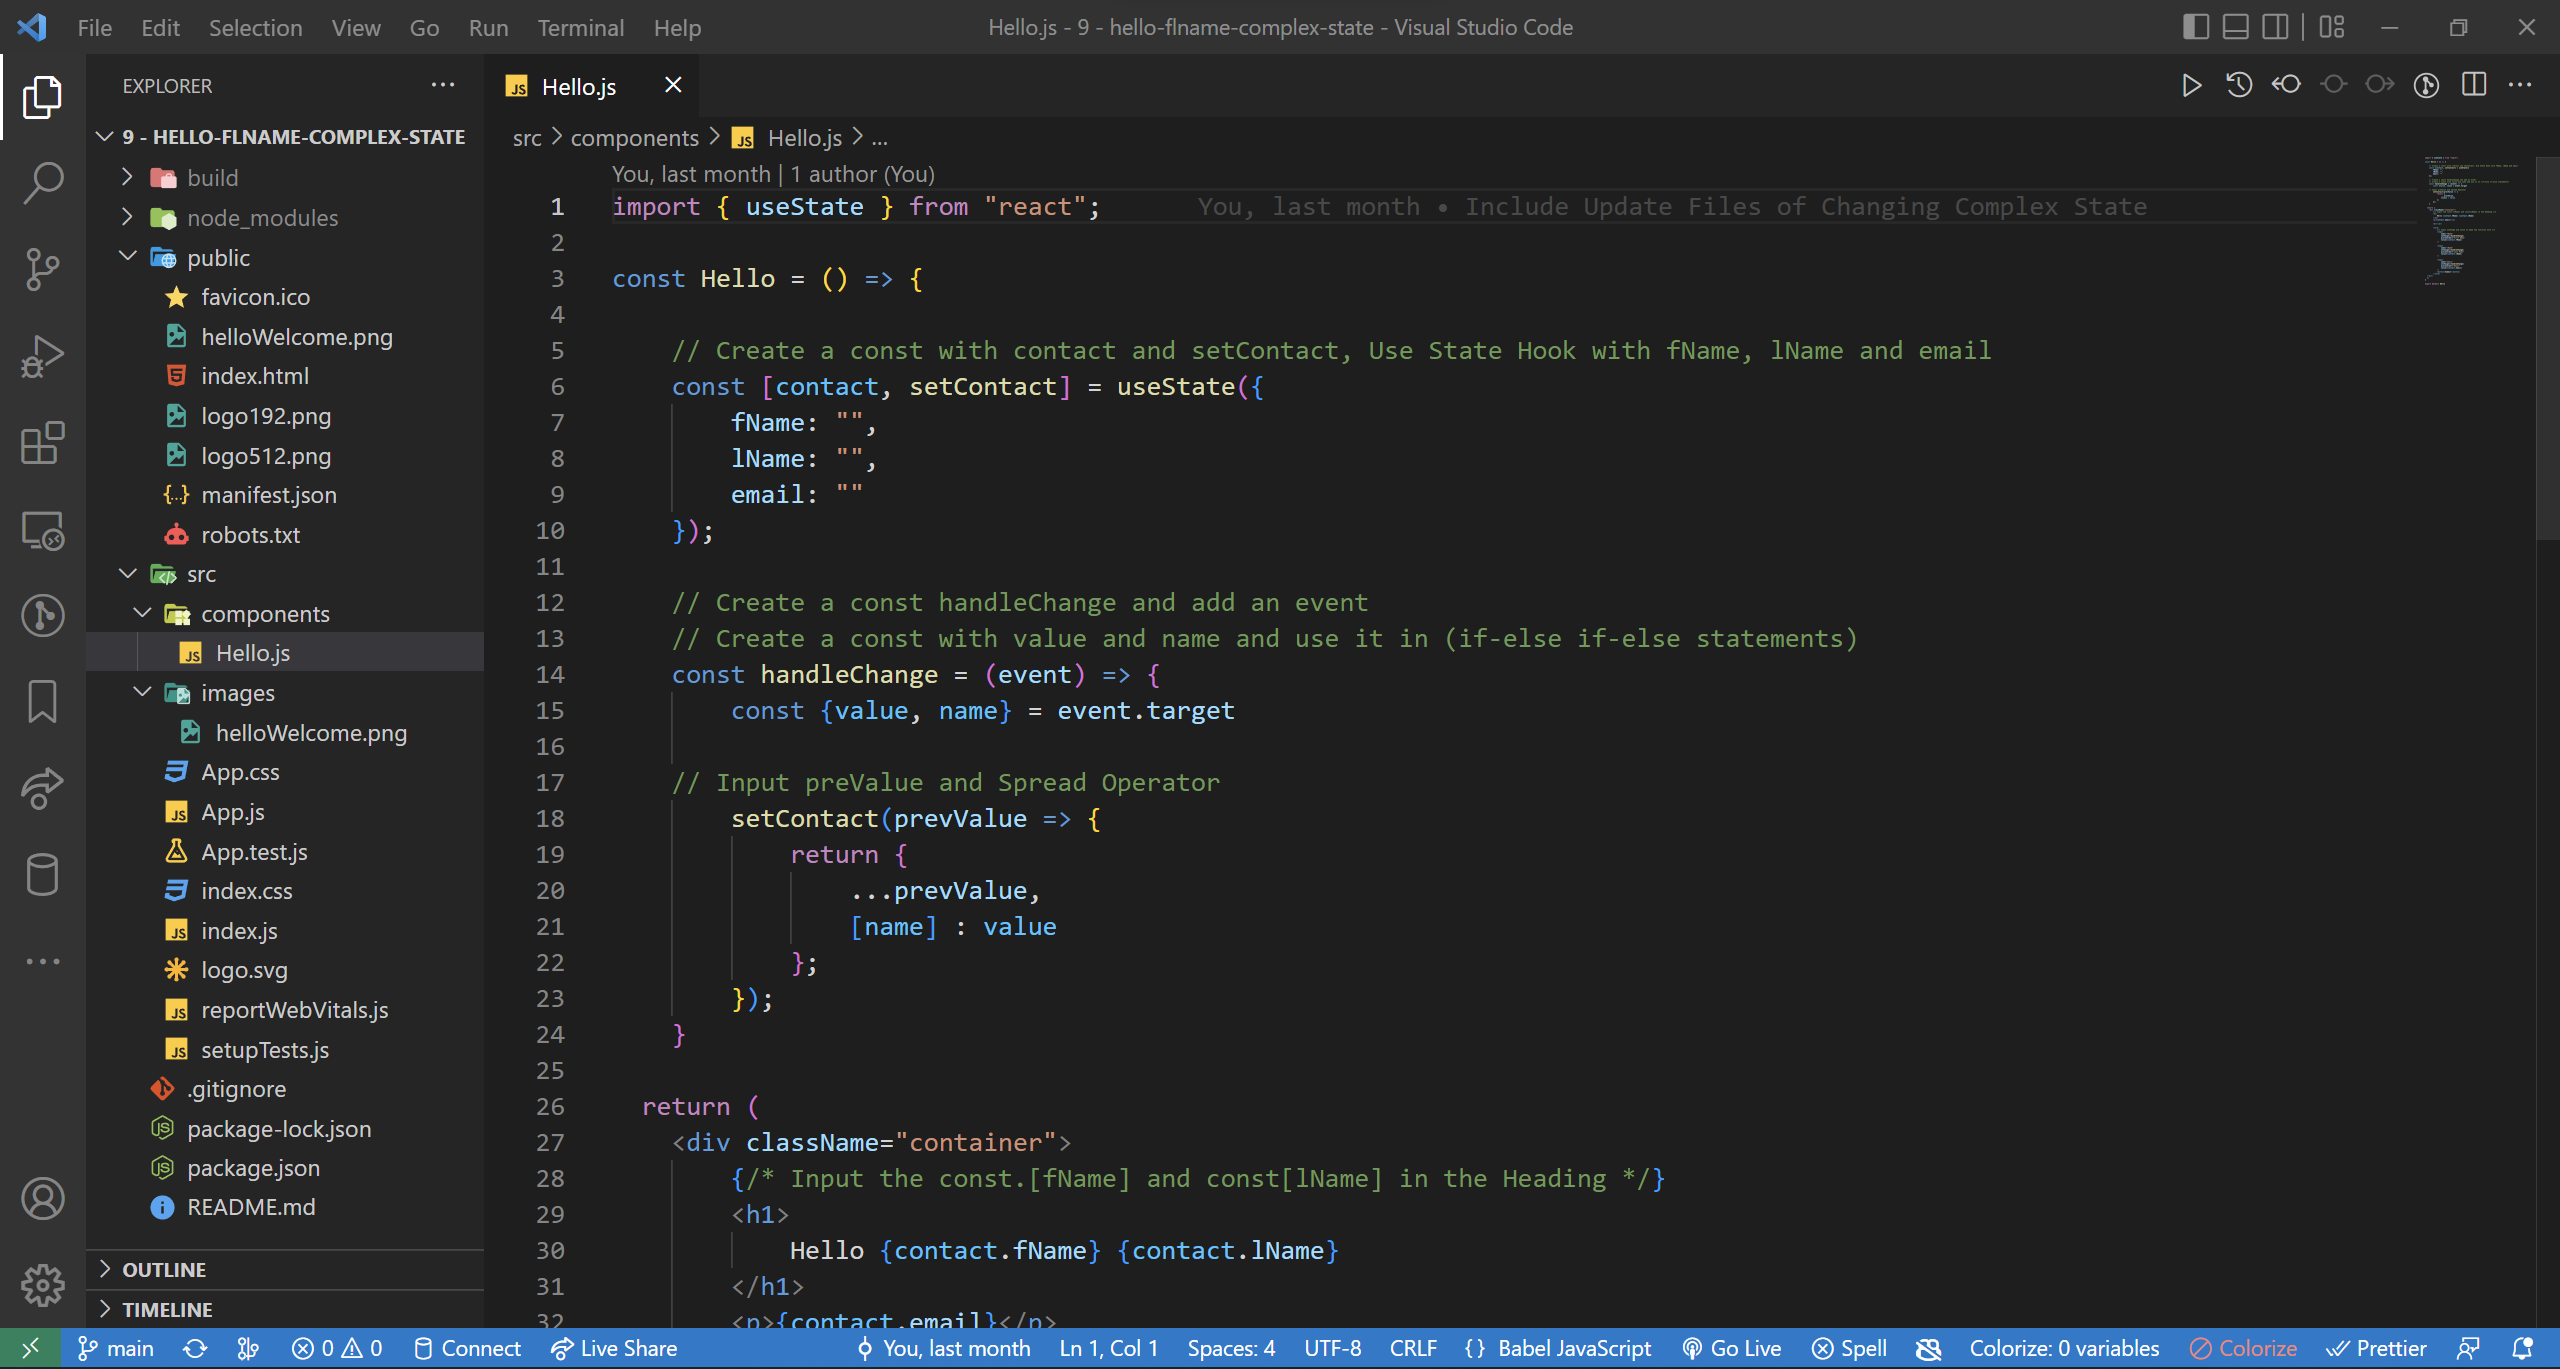 File Edit Selection View Go Run Terminal Help
Hello.js - 9 - hello-flname-complex-state - Visual Studio Code
EXPLORER
9 - HELLO-FLNAME-COMPLEX-STATE
build
node_modules
public
favicon.ico
helloWelcome.png
index.html
logo192.png
logo512.png
manifest.json
robots.txt
src
components
Hello.js
images
helloWelcome.png
App.css
App.js
App.test.js
index.css
index.js
logo.svg
reportWebVitals.js
setupTests.js
.gitignore
package-lock.json
package.json
README.md
OUTLINE
TIMELINE
Hello.js
src > components > Hello.js > ...
You, last month | 1 author (You)
1 import { useState } from "react"; You, last month • Include Update Files of Changing Complex State
2
3 const Hello = () => {
4
5 // Create a const with contact and setContact, Use State Hook with fName, lName and email
6 const [contact, setContact] = useState({
7 fName: "",
8 lName: "",
9 email: ""
10 });
11
12 // Create a const handleChange and add an event
13 // Create a const with value and name and use it in (if-else if-else statements)
14 const handleChange = (event) => {
15 const {value, name} = event.target
16
17 // Input preValue and Spread Operator
18 setContact(prevValue => {
19 return {
20 ...prevValue,
21 [name] : value
22 };
23 });
24 }
25
26 return (
27 <div className="container">
28 {/* Input the const.[fName] and const[lName] in the Heading */}
29 <h1>
30 Hello {contact.fName} {contact.lName}
31 </h1>
32 <p>{contact.email}</p>
main 0 0 Connect Live Share You, last month Ln 1, Col 1 Spaces: 4 UTF-8 CRLF {} Babel JavaScript Go Live Spell Colorize: 0 variables Colorize Prettier